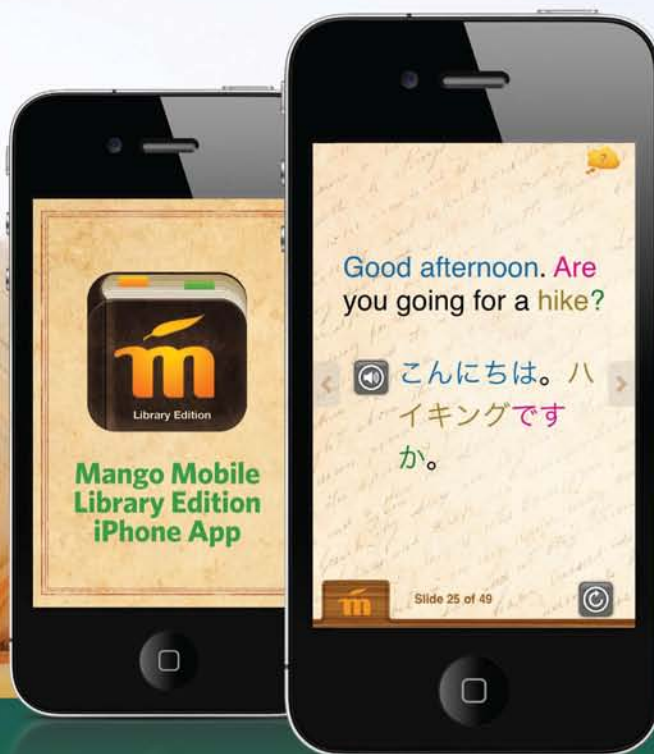 m
Library Edition
Mango Mobile
Library Edition
iPhone App
?
Good afternoon. Are
you going for a hike?
こんにちは。ハ
イキングです
か。
m
Slide 25 of 49